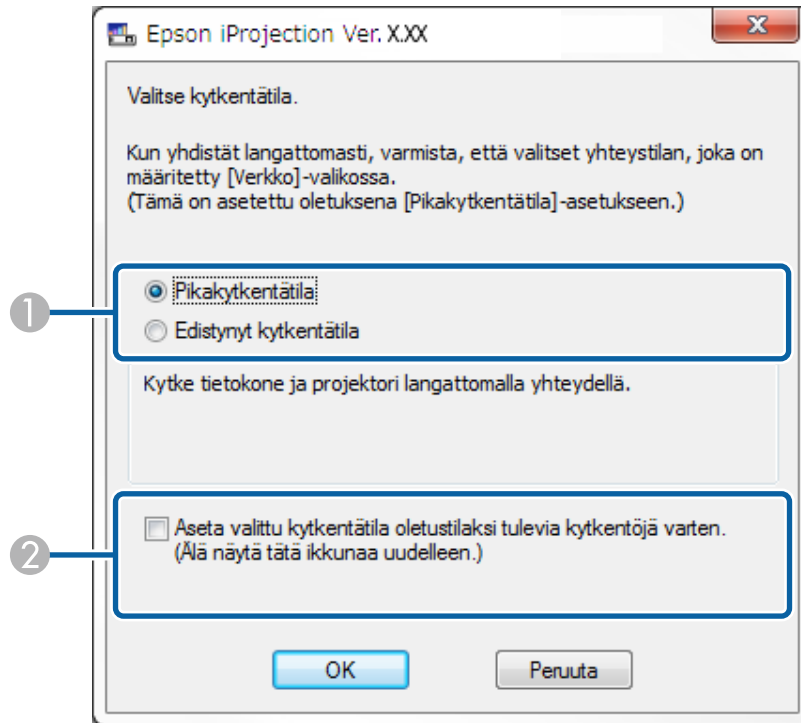 Epson iProjection Ver. X.XX
Valitse kytkentätila.
Kun yhdistät langattomasti, varmista, että valitset yhteystilan, joka on
määritetty [Verkko]-valikossa.
(Tämä on asetettu oletuksena [Pikakytkentätila]-asetukseen.)
1
Pikakytkentätila
Edistynyt kytkentätila
Kytke tietokone ja projektori langattomalla yhteydellä.
2
Aseta valittu kytkentätila oletustilaksi tulevia kytkentöjä varten.
(Älä näytä tätä ikkunaa uudelleen.)
OK
Peruuta